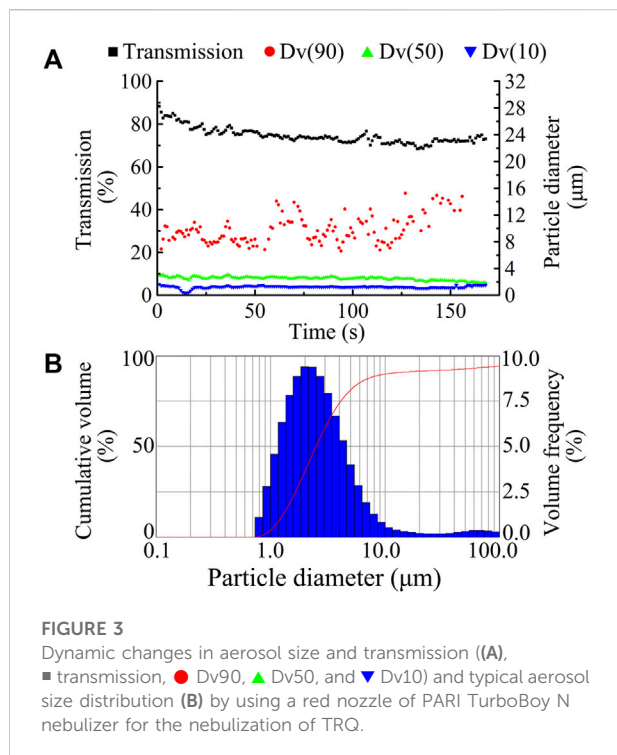 ■ Transmission ● Dv(90) ▲ Dv(50) ▼ Dv(10)
A
100
80
60
40
20
0
Transmission
(%)
32
28
24
20
16
12
8
4
0
Particle diameter
(μm)
0 50 100 150
Time (s)
B
100
50
0
Cumulative volume
(%)
10.0
7.5
5.0
2.5
0.0
Volume frequency
(%)
0.1 1.0 10.0 100.0
Particle diameter (μm)
FIGURE 3
Dynamic changes in aerosol size and transmission ((A),
■ transmission, ● Dv90, ▲ Dv50, and ▼ Dv10) and typical aerosol
size distribution (B) by using a red nozzle of PARI TurboBoy N
nebulizer for the nebulization of TRQ.